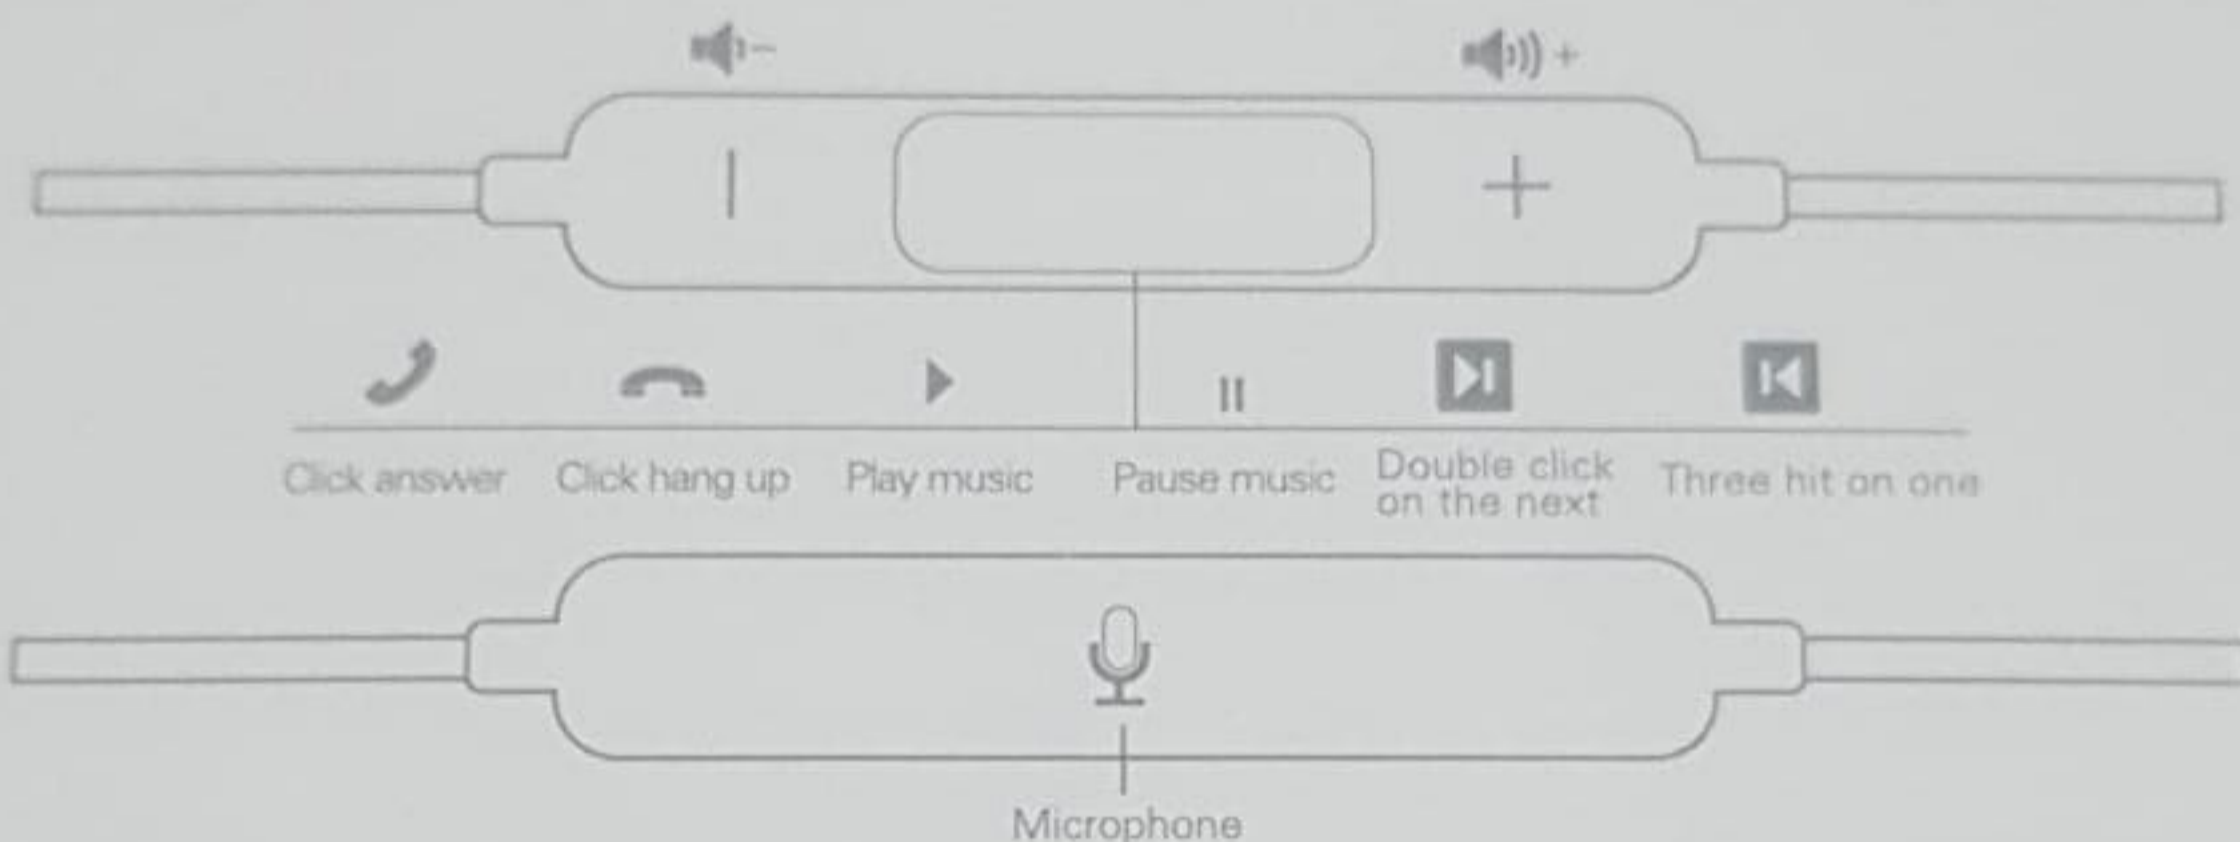 Click answer
Click hang up
Play music
Pause music
Double click
on the next
Three hit on one
Microphone